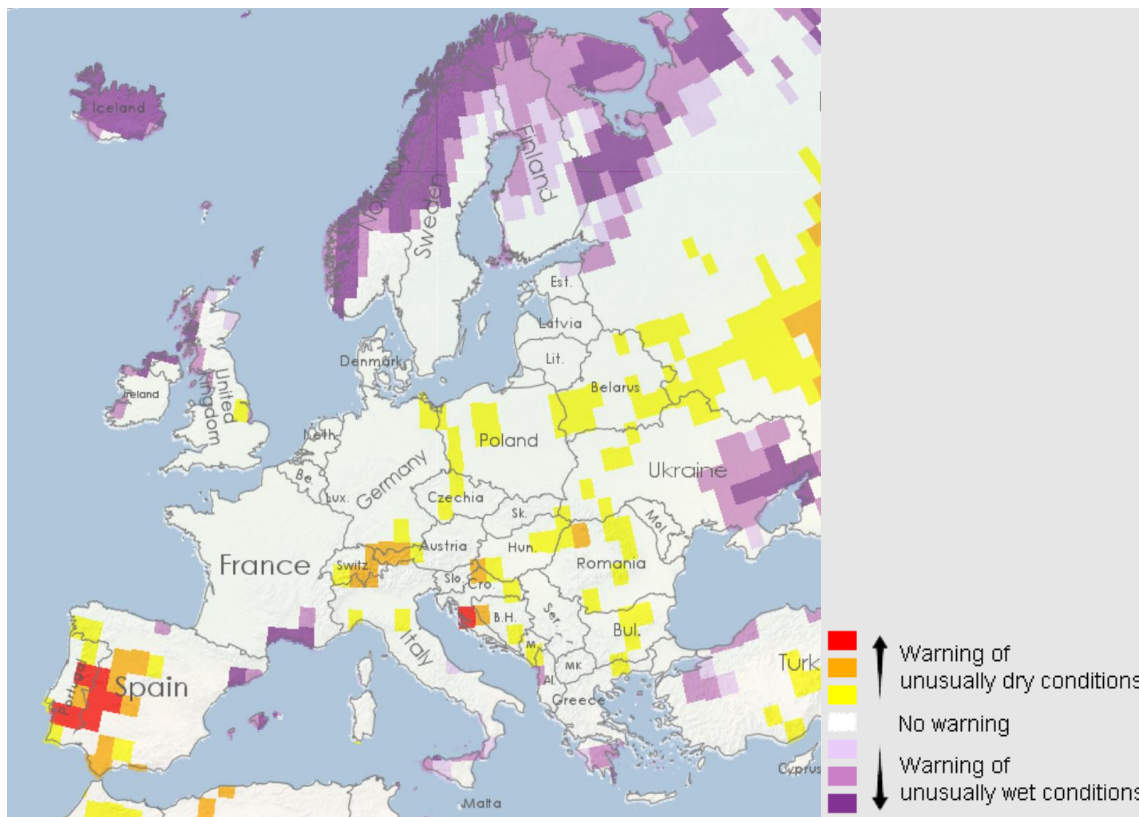 Iceland
Norway
Sweden
Finland
Est.
Latvia
Lit.
Denmark
Belarus
Ireland
United
Kingdom
Neth.
Be.
Lux.
Germany
Poland
Ukraine
Czechia
Sk.
Mol.
France
Switz
Austria
Hun.
Romania
Slo.
Cro.
B.H.
Ser.
Italy
M.
Bul.
MK
Al.
Portugal
Spain
Greece
Turk
Malta
Cyprus
Warning of
unusually dry conditions
No warning
Warning of
unusually wet conditions